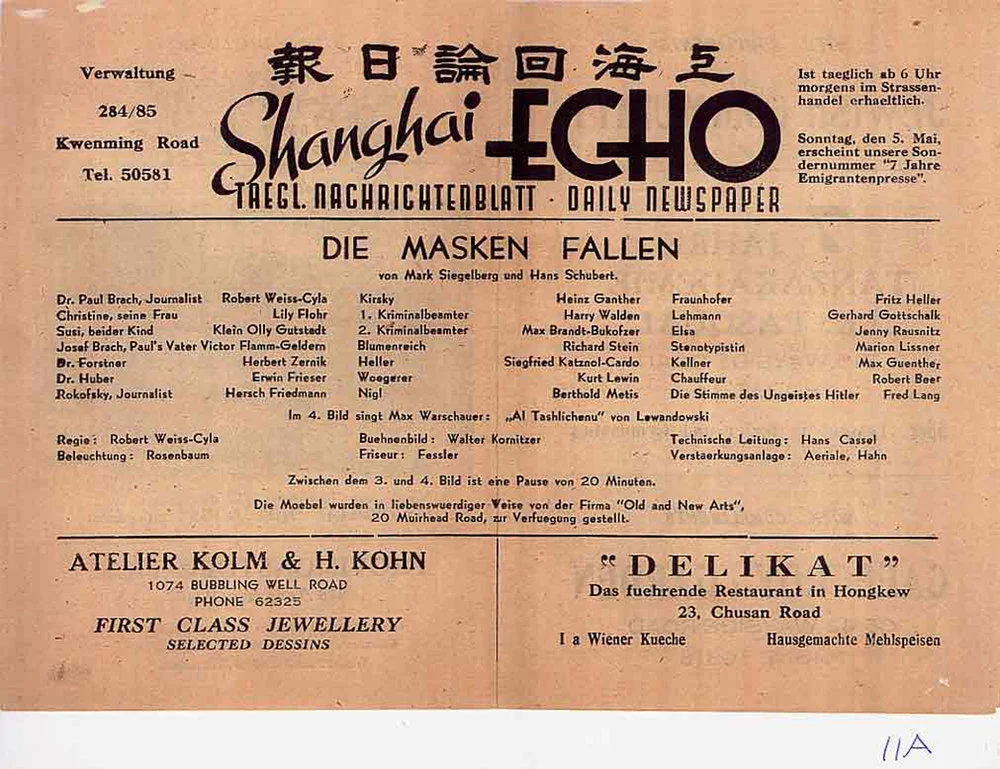 上海回論日報
Shanghai ECHO
TAEGL. NACHRICHTENBLATT · DAILY NEWSPAPER
Verwaltung
284/85
Kwenming Road
Tel. 50581
Ist taeglich ab 6 Uhr
morgens im Strassen-
handel erhaeltlich.
Sonntag, den 5. Mai,
erscheint unsere Son-
dernummer "7 Jahre
Emigrantenpresse".
DIE MASKEN FALLEN
von Mark Siegelberg und Hans Schubert.
Dr. Paul Brach, Journalist Robert Weiss-Cyla Kirsky Heinz Ganther Fraunhofer Fritz Heller
Christine, seine Frau Lily Flohr 1. Kriminalbeamter Harry Walden Lehmann Gerhard Gottschalk
Susi, beider Kind Klein Olly Gutstadt 2. Kriminalbeamter Max Brandt-Bukofzer Elsa Jenny Rausnitz
Josef Brach, Paul's Vater Victor Flamm-Geldern Blumenreich Richard Stein Stenotypistin Marion Lissner
Dr. Forstner Herbert Zernik Heller Siegfried Katznol-Cardo Kellner Max Guenther
Dr. Huber Erwin Frieser Woegerer Kurt Lewin Chauffeur Robert Beer
Rokofsky, Journalist Hersch Friedmann Nigl Berthold Metis Die Stimme des Ungeistes Hitler Fred Lang
Im 4. Bild singt Max Warschauer: „Al Tashlichenu" von Lewandowski
Regie: Robert Weiss-Cyla Buehnenbild: Walter Kornitzer Technische Leitung: Hans Cassel
Beleuchtung: Rosenbaum Friseur: Fessler Verstaerkungsanlage: Aeriale, Hahn
Zwischen dem 3. und 4. Bild ist eine Pause von 20 Minuten.
Die Moebel wurden in liebenswuerdiger Weise von der Firma "Old and New Arts",
20 Muirhead Road, zur Verfuegung gestellt.
ATELIER KOLM & H. KOHN
1074 BUBBLING WELL ROAD
PHONE 62325
FIRST CLASS JEWELLERY
SELECTED DESSINS
"DELIKAT"
Das fuehrende Restaurant in Hongkew
23, Chusan Road
I a Wiener Kueche Hausgemachte Mehlspeisen
11A